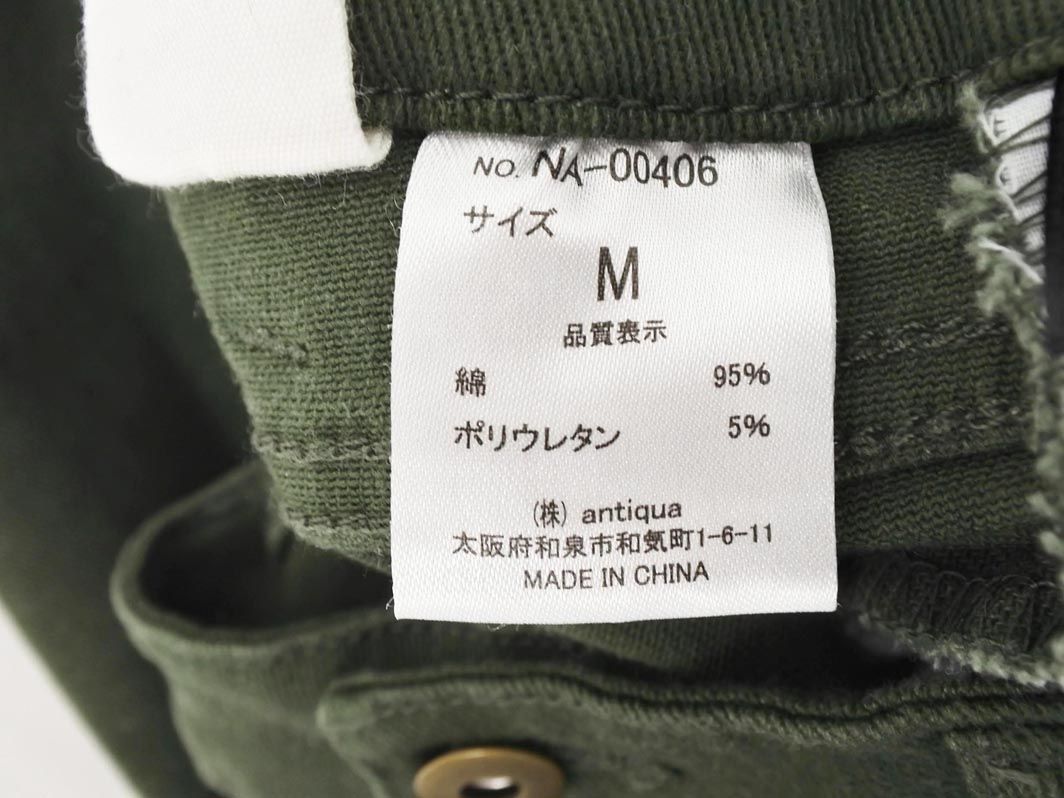 NO. NA-00406
サイズ
M
品質表示
綿 95%
ポリウレタン 5%
(株) antiqua
太阪府和泉市和気町1-6-11
MADE IN CHINA